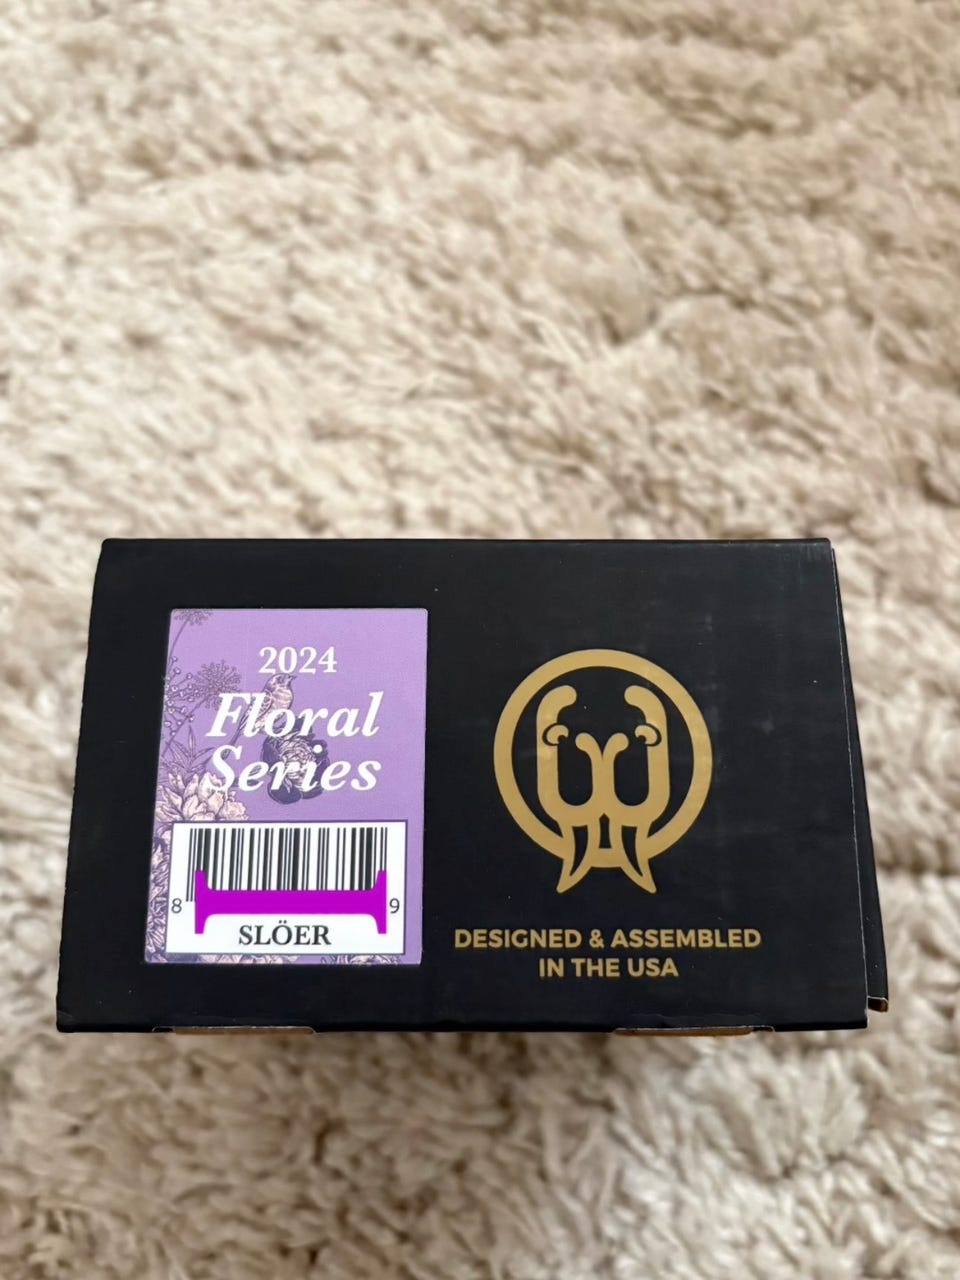 2024
Floral
Series
8 9
SLÖER
DESIGNED & ASSEMBLED
IN THE USA